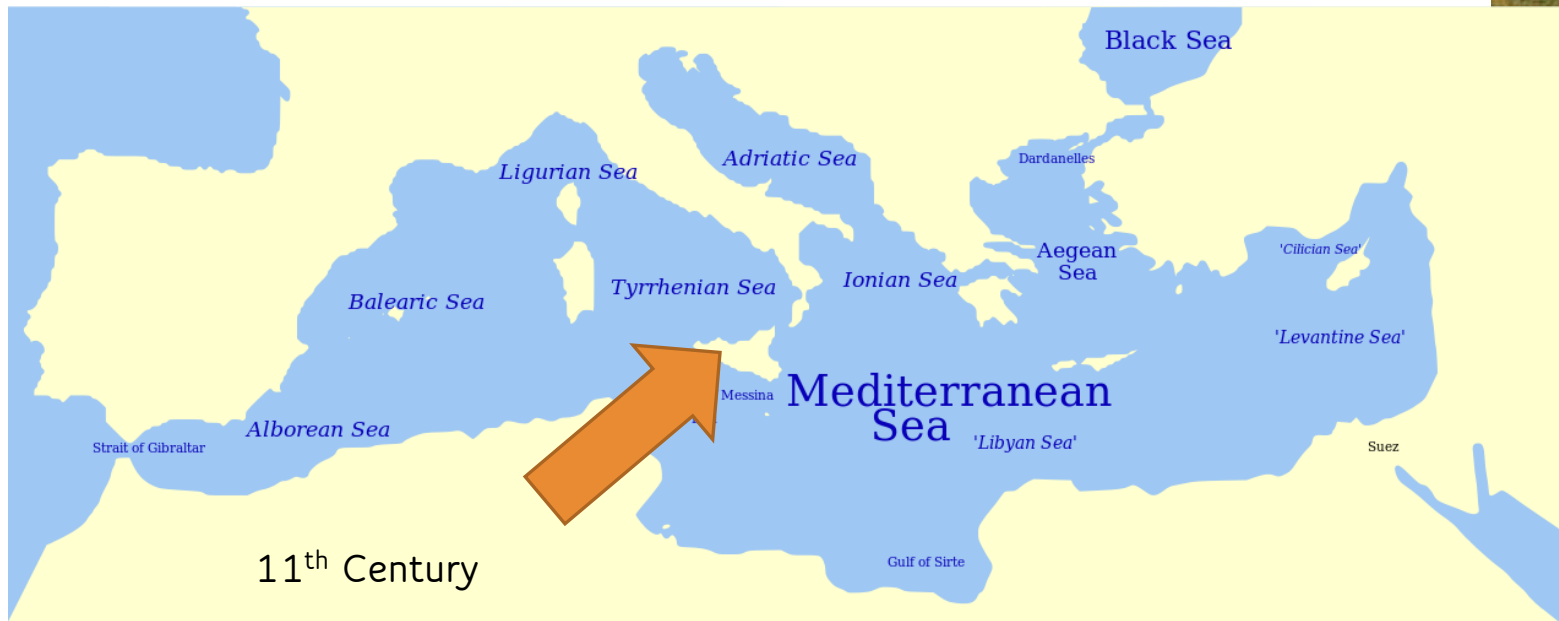 Black Sea
Adriatic Sea
Dardanelles
Ligurian Sea
Aegean
Sea
'Cilician Sea'
Ionian Sea
Tyrrhenian Sea
Balearic Sea
'Levantine Sea'
Messina
Mediterranean
Sea
Alborean Sea
'Libyan Sea'
Strait of Gibraltar
Suez
Gulf of Sirte
11th Century